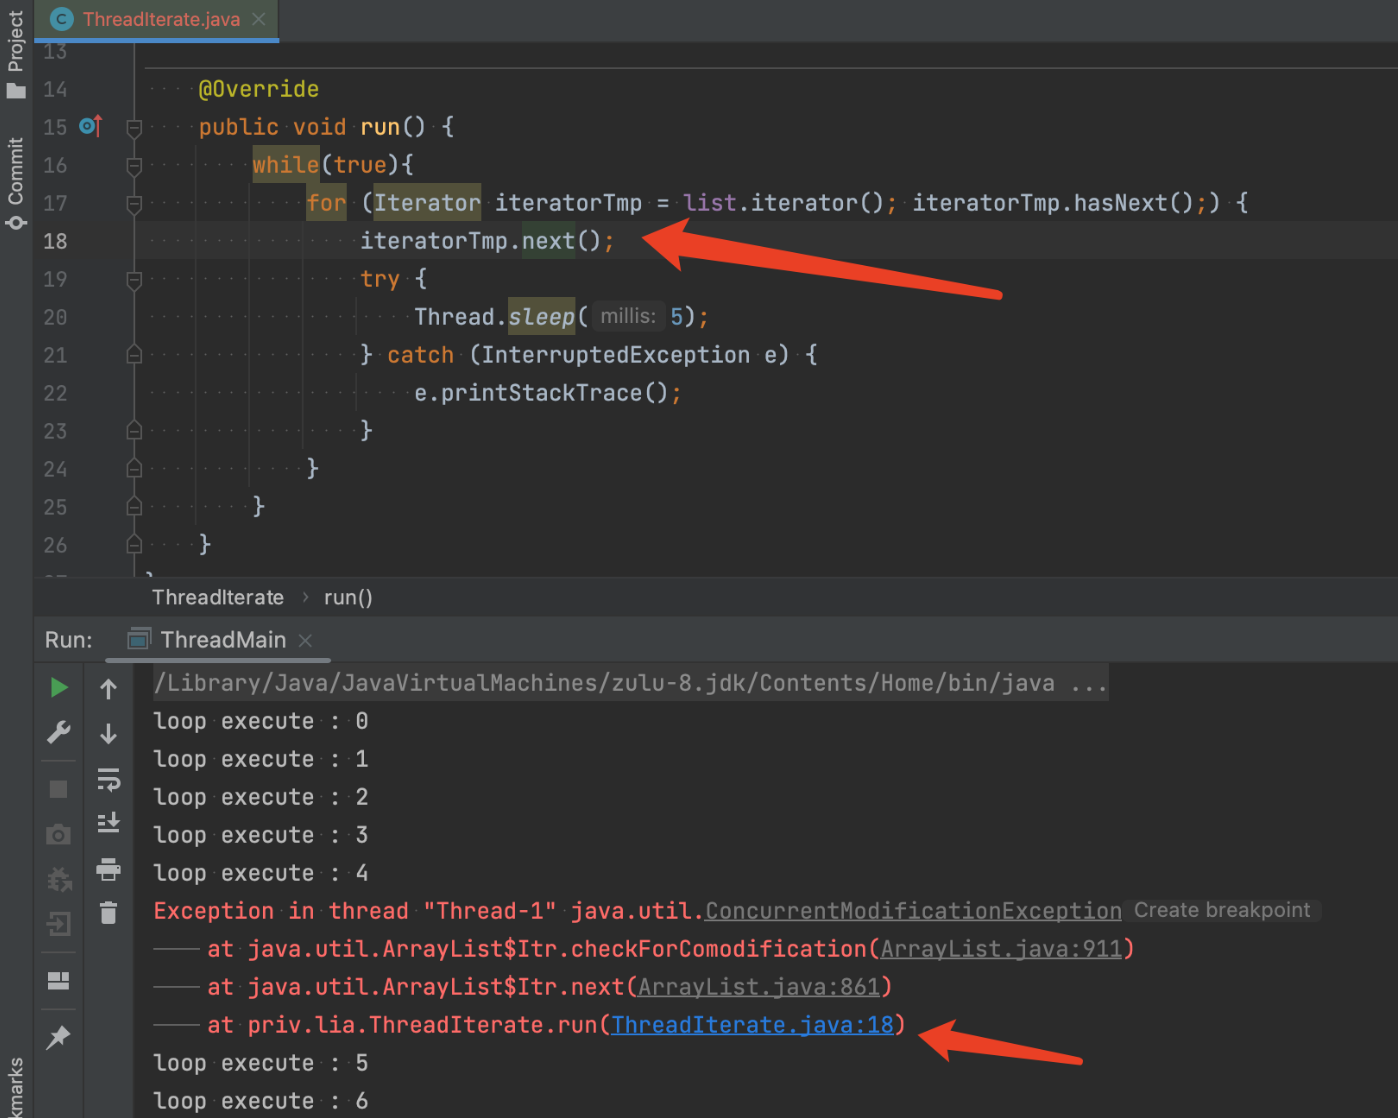 Project
Commit
kmarks
ThreadIterate.java
13
14 @Override
15 public void run() {
16 while(true){
17 for (Iterator iteratorTmp = list.iterator(); iteratorTmp.hasNext();) {
18 iteratorTmp.next();
19 try {
20 Thread.sleep( millis: 5);
21 } catch (InterruptedException e) {
22 e.printStackTrace();
23 }
24 }
25 }
26 }
ThreadIterate › run()
Run: ThreadMain
/Library/Java/JavaVirtualMachines/zulu-8.jdk/Contents/Home/bin/java ...
loop execute : 0
loop execute : 1
loop execute : 2
loop execute : 3
loop execute : 4
Exception in thread "Thread-1" java.util.ConcurrentModificationException Create breakpoint
at java.util.ArrayList$Itr.checkForComodification(ArrayList.java:911)
at java.util.ArrayList$Itr.next(ArrayList.java:861)
at priv.lia.ThreadIterate.run(ThreadIterate.java:18)
loop execute : 5
loop execute : 6